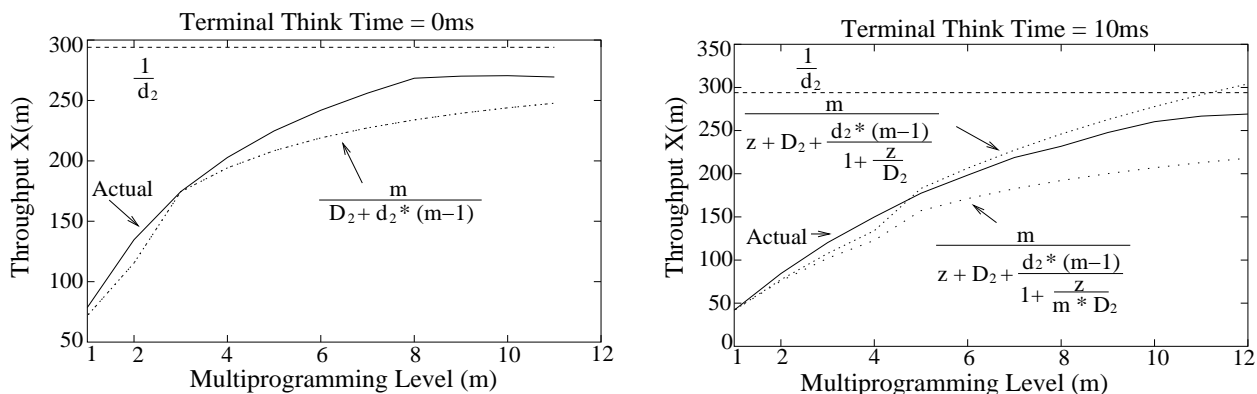 Terminal Think Time = 0ms
300
250
200
150
100
50
1 2 4 6 8 10 12
Throughput X(m)
Multiprogramming Level (m)
1
d2
Actual
m
D2 + d2* (m−1)
Terminal Think Time = 10ms
350
300
250
200
150
100
50
0
1 2 4 6 8 10 12
Throughput X(m)
Multiprogramming Level (m)
1
d2
m
z + D2 + d2* (m−1)
1+ z
D2
Actual
m
z + D2 + d2* (m−1)
1+ z
m * D2